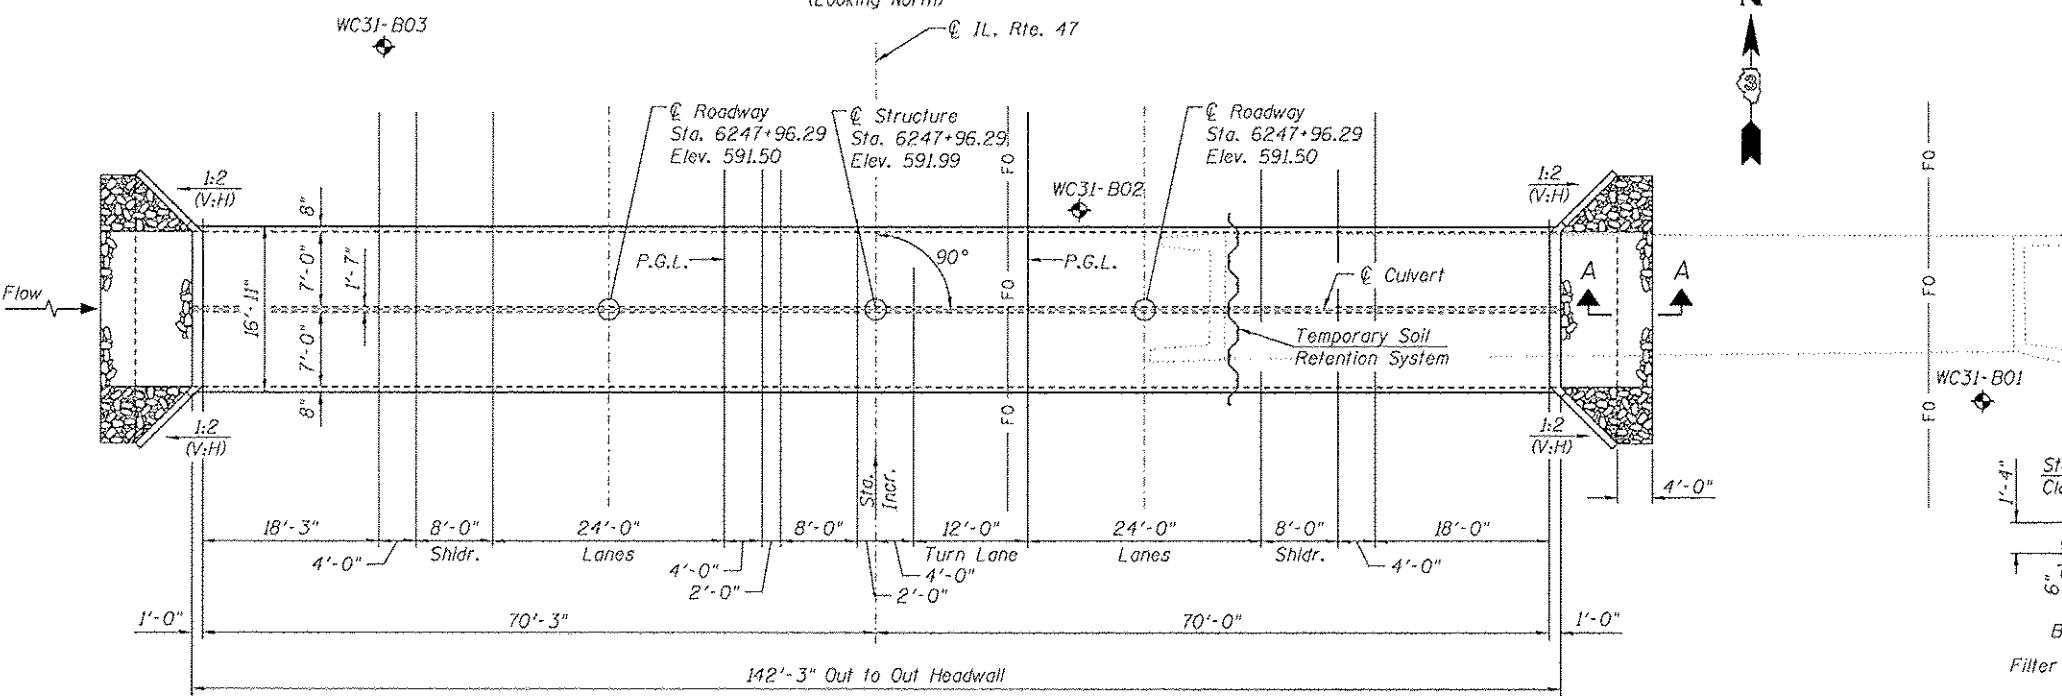 (Looking North)
N
WC31-B03
℄ IL. Rte. 47
℄ Roadway
Sta. 6247+96.29
Elev. 591.50
℄ Structure
Sta. 6247+96.29
Elev. 591.99
℄ Roadway
Sta. 6247+96.29
Elev. 591.50
FO
FO
1:2
(V:H)
WC31-B02
1:2
(V:H)
8"
7'-0"
1'-7"
16'-11"
7'-0"
8"
P.G.L.
90°
P.G.L.
FO
℄ Culvert
A
A
FO
Flow
Temporary Soil
Retention System
WC31-B01
1:2
(V:H)
FO
1:2
(V:H)
FO
Sta.
Incr.
4'-0"
1'-4"
18'-3"
8'-0"
24'-0"
8'-0"
12'-0"
24'-0"
8'-0"
18'-0"
4'-0"
Shldr.
Lanes
4'-0"
2'-0"
Turn Lane
4'-0"
2'-0"
Lanes
Shldr.
4'-0"
6"
1'-0"
70'-3"
70'-0"
1'-0"
B
142'-3" Out to Out Headwall
Filter